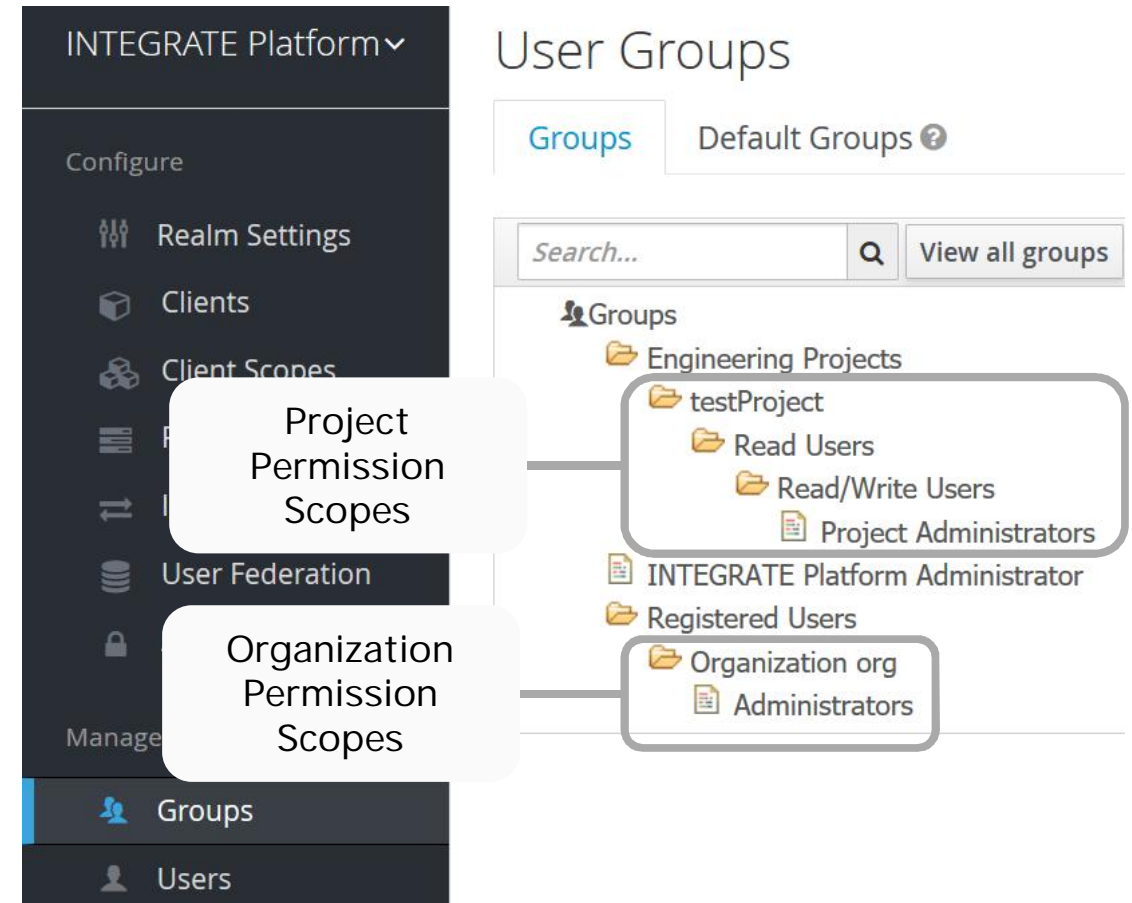 INTEGRATE Platform
Configure
Realm Settings
Clients
Client Scopes
User Federation
Manage
Groups
Users
Project
Permission
Scopes
Organization
Permission
Scopes
User Groups
Groups
Default Groups
Search...
View all groups
Groups
Engineering Projects
testProject
Read Users
Read/Write Users
Project Administrators
INTEGRATE Platform Administrator
Registered Users
Organization org
Administrators